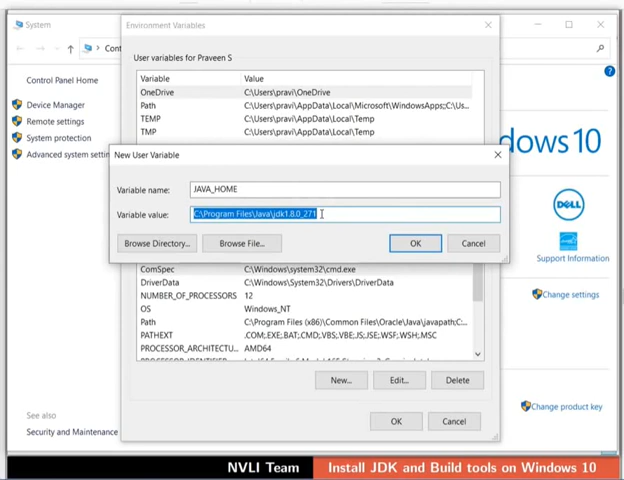 System
Environment Variables
Cont
Control Panel Home
Device Manager
Remote settings
System protection
Advanced system settin
User variables for Praveen S
Variable Value
OneDrive C:\Users\pravi\OneDrive
Path C:\Users\pravi\AppData\Local\Microsoft\WindowsApps;C:\Us...
TEMP C:\Users\pravi\AppData\Local\Temp
TMP C:\Users\pravi\AppData\Local\Temp
New User Variable
Variable name: JAVA_HOME
Variable value: C:\Program Files\Java\jdk1.8.0_271
Browse Directory... Browse File... OK Cancel
ComSpec C:\Windows\system32\cmd.exe
DriverData C:\Windows\System32\Drivers\DriverData
NUMBER_OF_PROCESSORS 12
OS Windows_NT
Path C:\Program Files (x86)\Common Files\Oracle\Java\javapath;C:...
PATHEXT .COM;.EXE;.BAT;.CMD;.VBS;.VBE;.JS;.JSE;.WSF;.WSH;.MSC
PROCESSOR_ARCHITECTU... AMD64
New... Edit... Delete
OK Cancel
dows 10
DELL
Support Information
Change settings
Change product key
See also
Security and Maintenance
NVLI Team Install JDK and Build tools on Windows 10